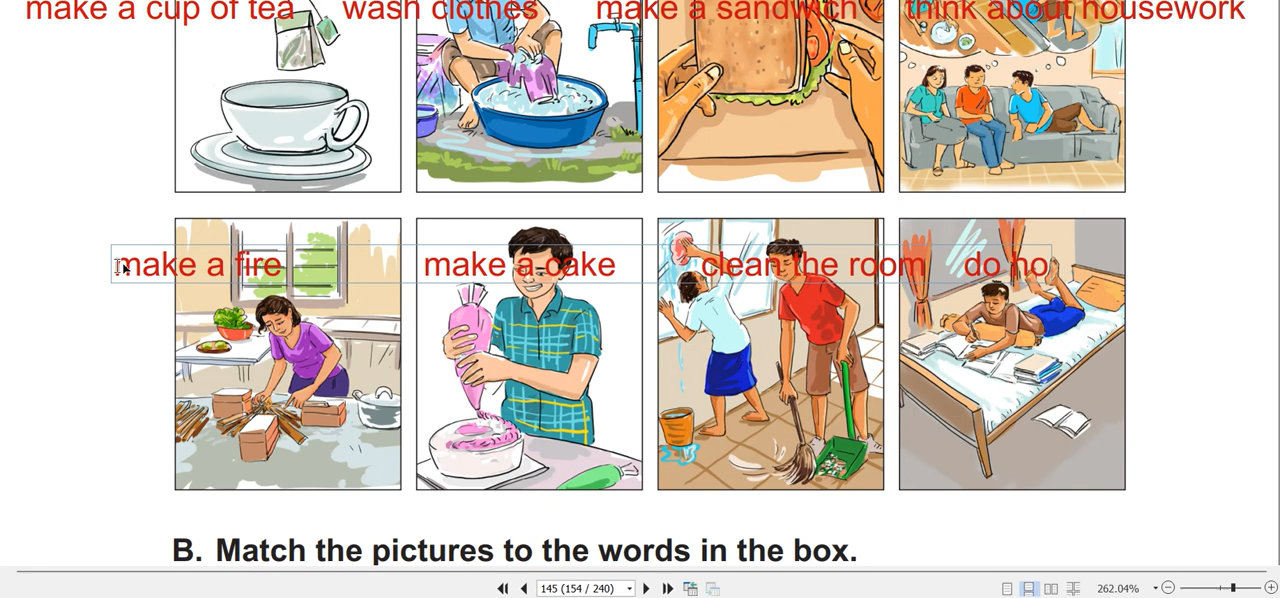 make a cup of tea wash clothes make a sandwich think about housework
make a fire make a cake clean the room do ho
B. Match the pictures to the words in the box.
145 (154 / 240) 262.04%